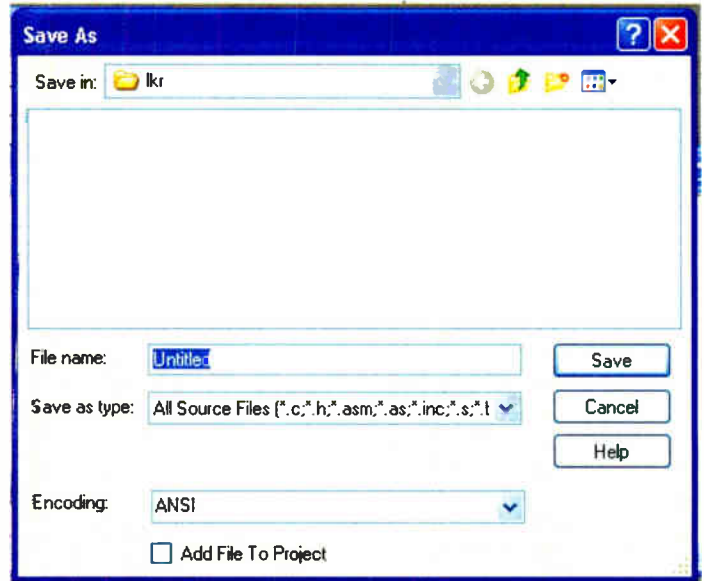 Save As
Save in: lkr
File name: Untitled Save
Save as type: All Source Files (*.c;*.h;*.asm;*.as;*.inc;*.s;*.t Cancel
Help
Encoding: ANSI
Add File To Project